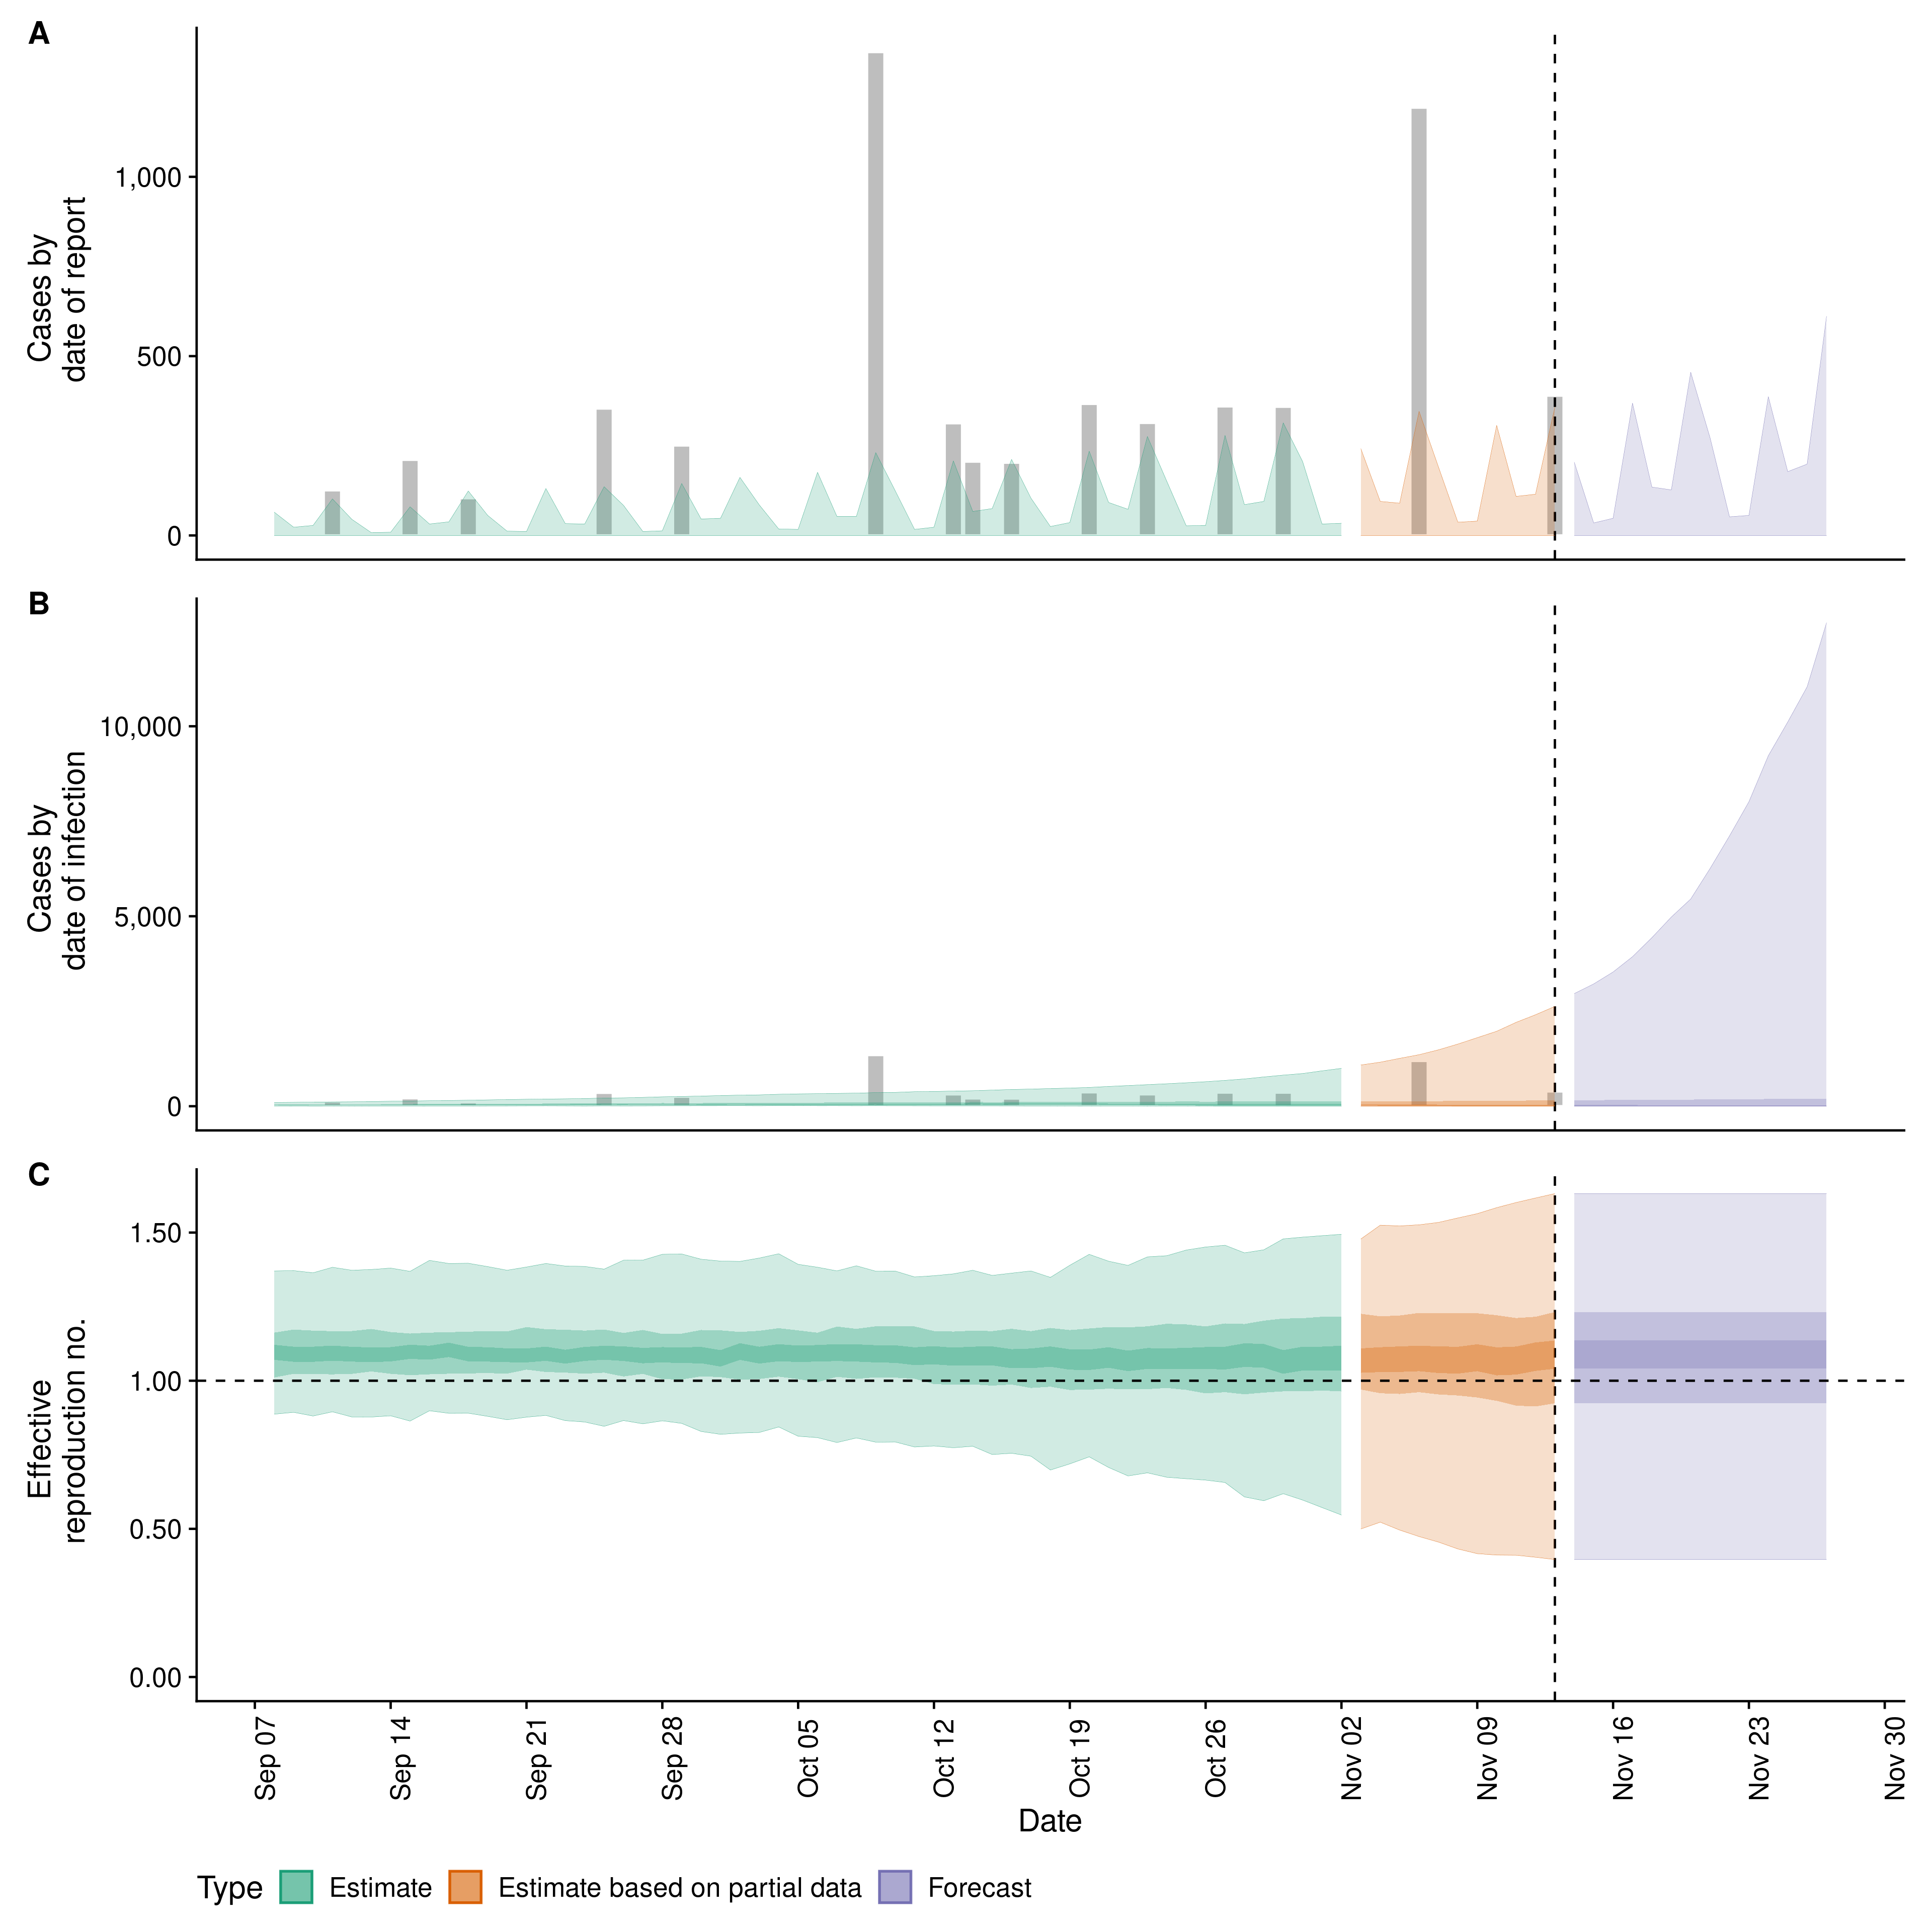 A
Cases by
date of report
1,000
500
0
B
Cases by
date of infection
10,000
5,000
0
C
Effective
reproduction no.
1.50
1.00
0.50
0.00
Sep 07
Sep 14
Sep 21
Sep 28
Oct 05
Oct 12
Oct 19
Oct 26
Nov 02
Nov 09
Nov 16
Nov 23
Nov 30
Date
Type Estimate Estimate based on partial data Forecast